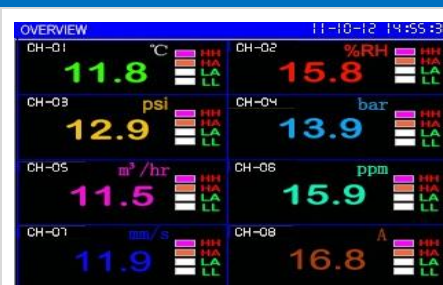 OVERVIEW 11-10-12 14:55:3
CH-01 ℃ HH
HA
11.8 LA
LL
CH-02 %RH HH
HA
15.8 LA
LL
CH-03 psi HH
HA
12.9 LA
LL
CH-04 bar HH
HA
13.9 LA
LL
CH-05 m³/hr HH
HA
11.5 LA
LL
CH-06 ppm HH
HA
15.9 LA
LL
CH-07 mm/s HH
HA
11.9 LA
LL
CH-08 A HH
HA
16.8 LA
LL